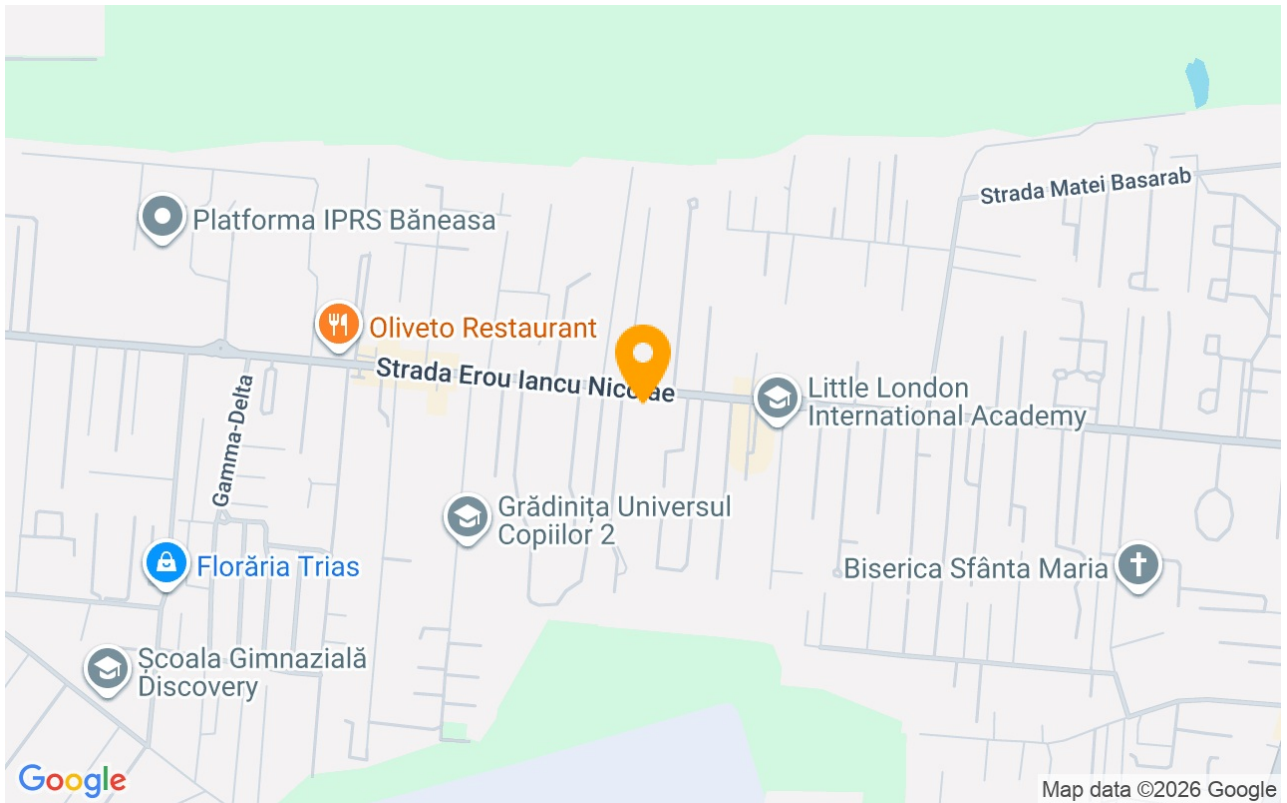 Strada Matei Basarab
Platforma IPRS Băneasa
Oliveto Restaurant
Strada Erou Iancu Nicolae
Little London
International Academy
Gamma-Delta
Grădinița Universul
Copiilor 2
Florăria Trias
Biserica Sfânta Maria
Școala Gimnazială
Discovery
Google
Map data ©2026 Google